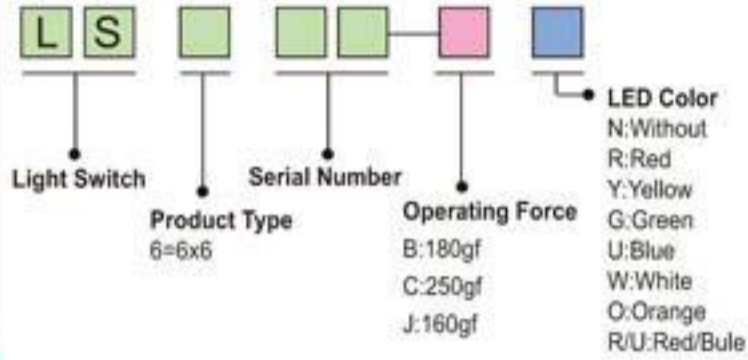 LS
Light Switch
Product Type
6=6x6
Serial Number
Operating Force
B:180gf
C:250gf
J:160gf
LED Color
N:Without
R:Red
Y:Yellow
G:Green
U:Blue
W:White
O:Orange
R/U:Red/Bule